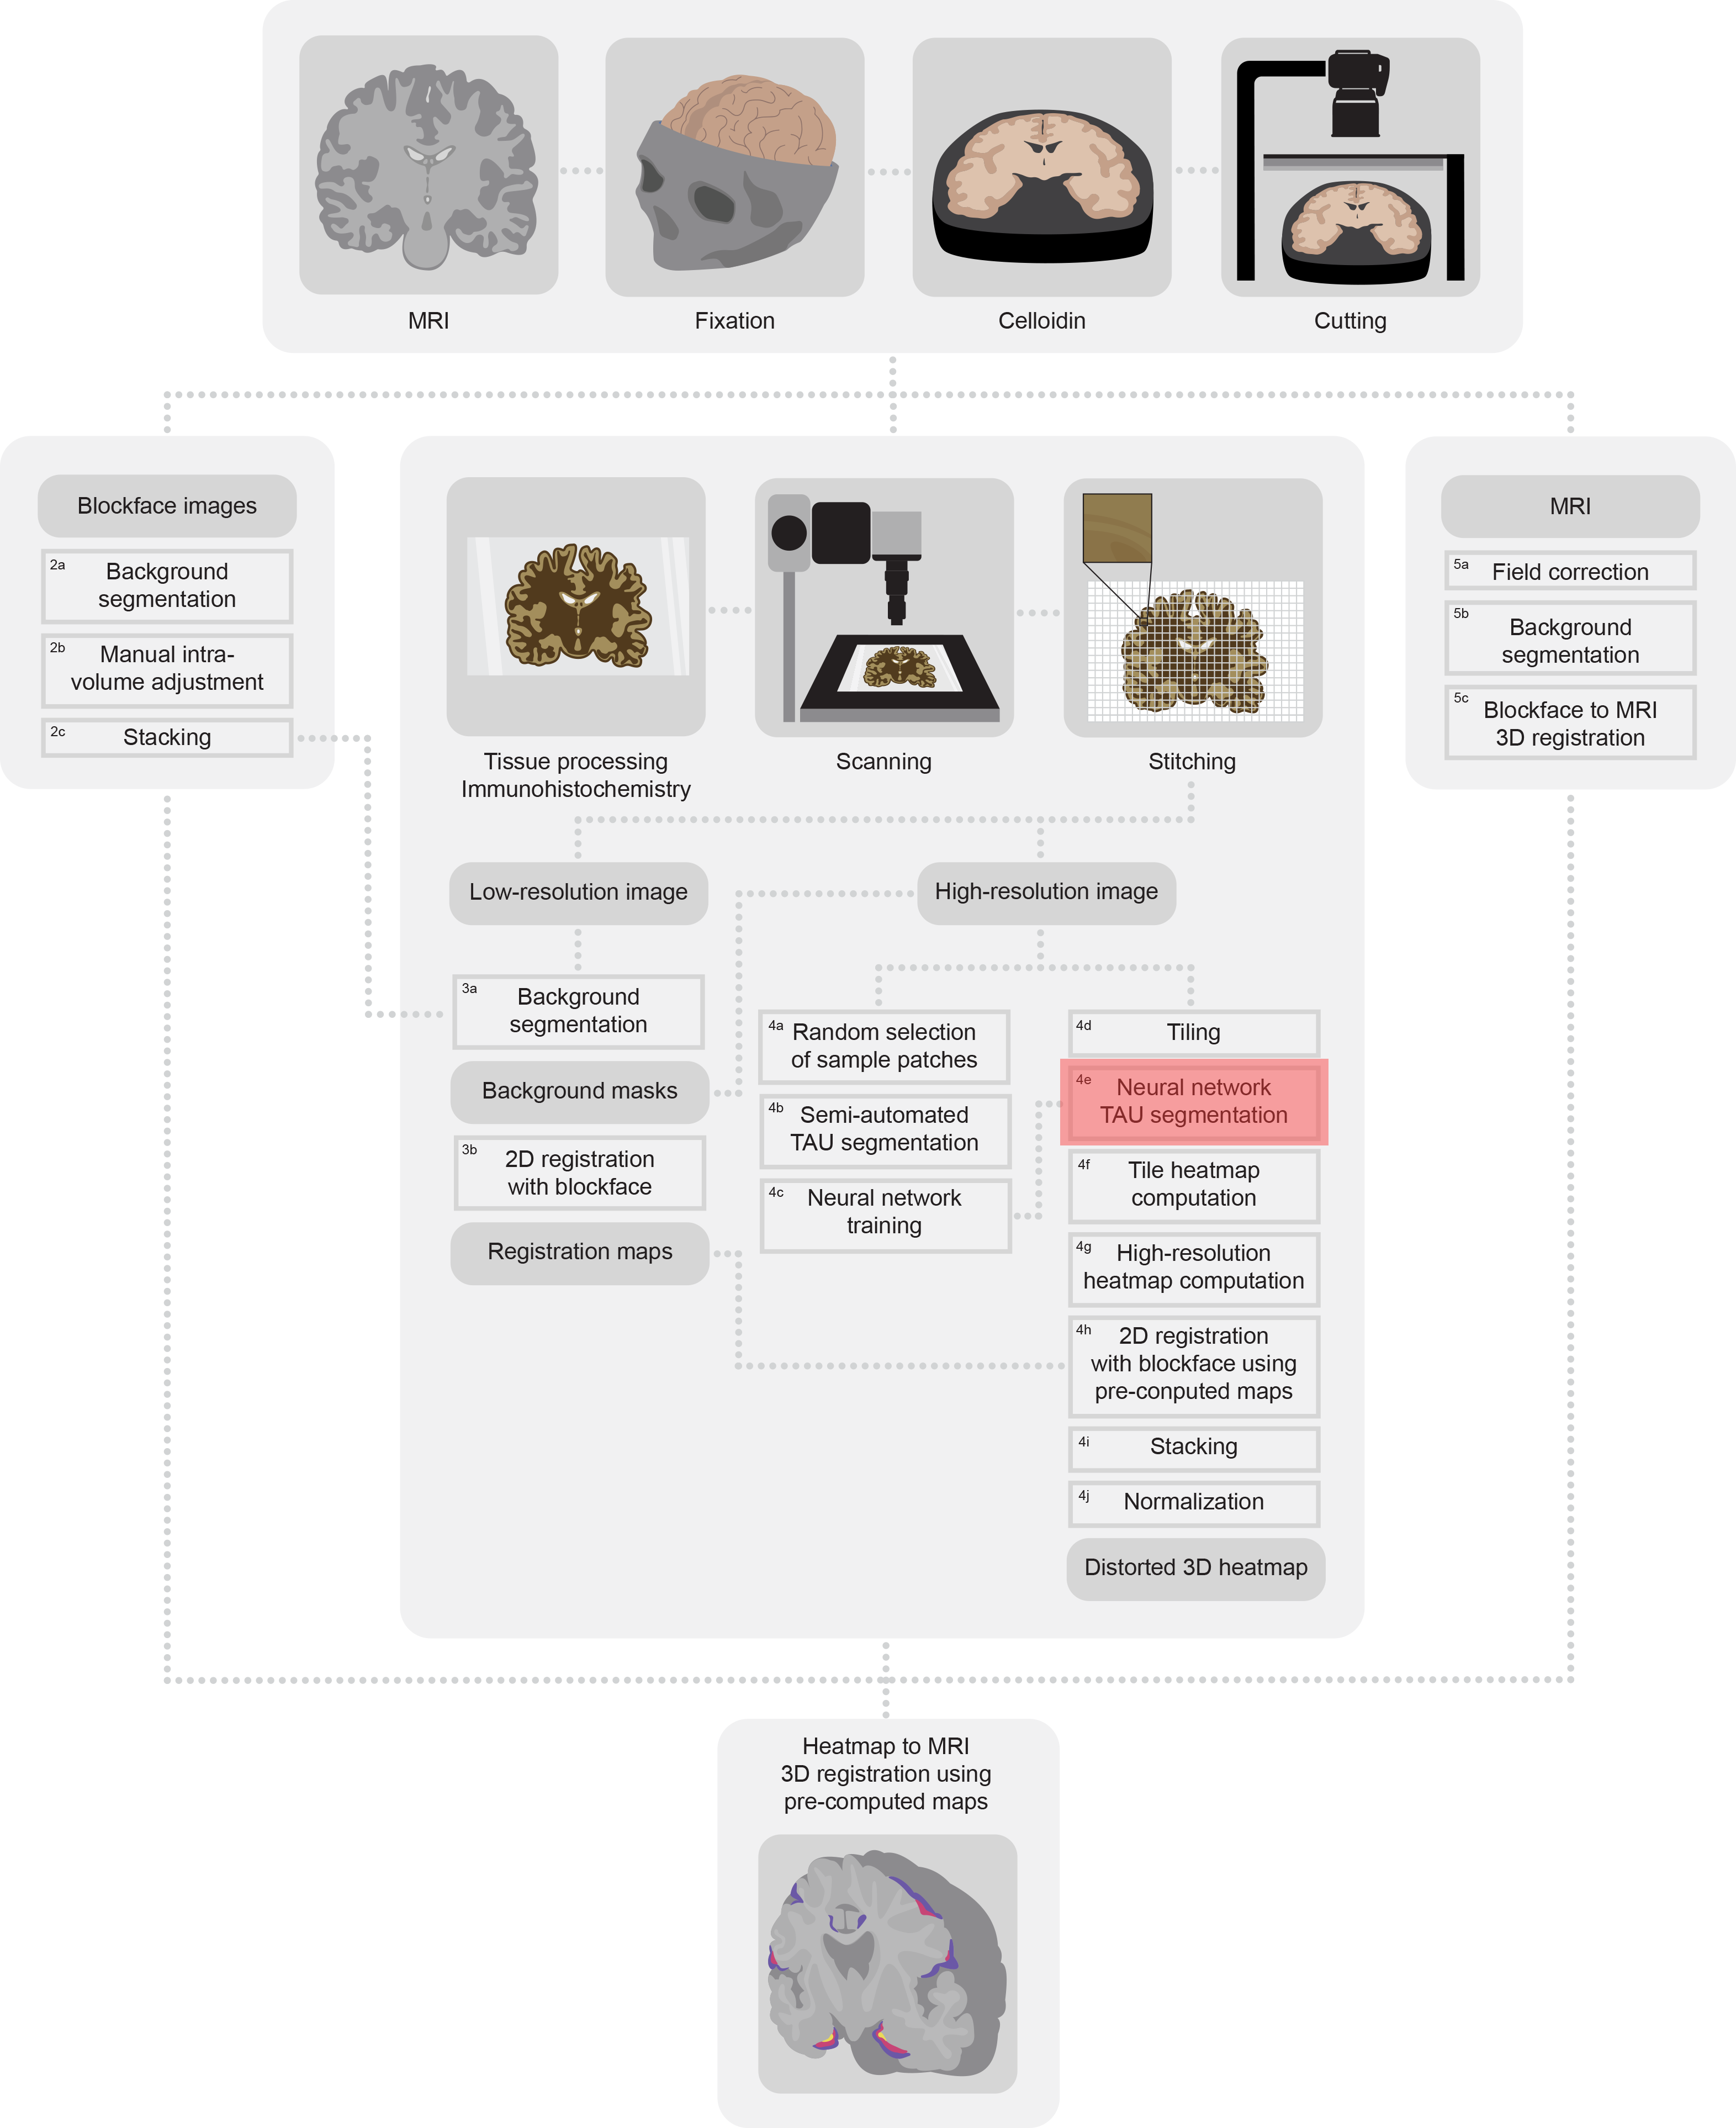 MRI
Fixation
Celloidin
Cutting
Blockface images
2a
Background
segmentation
2b
Manual intra-
volume adjustment
2c
Stacking
Tissue processing
Immunohistochemistry
Scanning
Stitching
MRI
5a
Field correction
5b
Background
segmentation
5c
Blockface to MRI
3D registration
Low-resolution image
High-resolution image
3a
Background
segmentation
Background masks
3b
2D registration
with blockface
Registration maps
4a
Random selection
of sample patches
4b
Semi-automated
TAU segmentation
4c
Neural network
training
4d
Tiling
4e
Neural network
TAU segmentation
4f
Tile heatmap
computation
4g
High-resolution
heatmap computation
4h
2D registration
with blockface using
pre-conputed maps
4i
Stacking
4j
Normalization
Distorted 3D heatmap
Heatmap to MRI
3D registration using
pre-computed maps